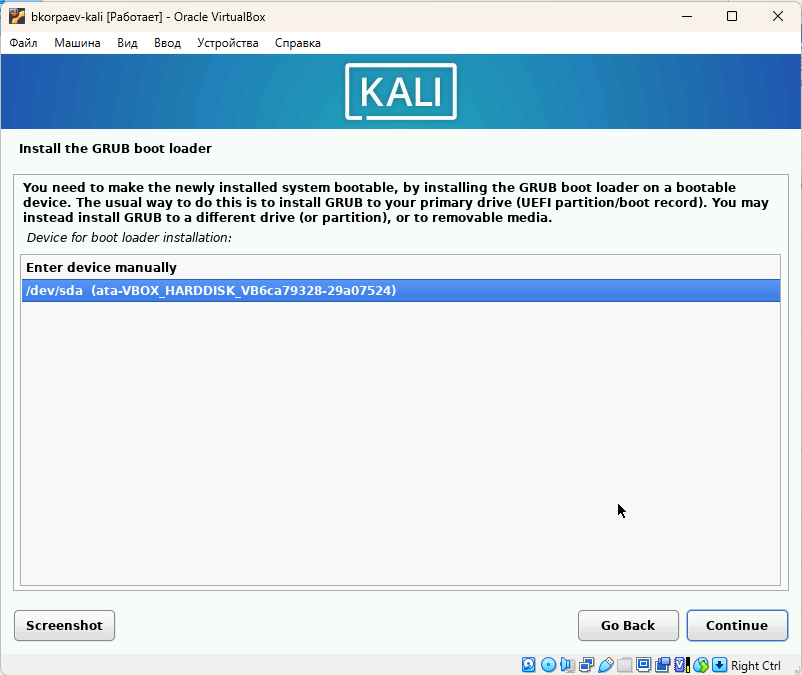 bkorpaev-kali [Работает] - Oracle VirtualBox
Файл Машина Вид Ввод Устройства Справка
KALI
Install the GRUB boot loader
You need to make the newly installed system bootable, by installing the GRUB boot loader on a bootable
device. The usual way to do this is to install GRUB to your primary drive (UEFI partition/boot record). You may
instead install GRUB to a different drive (or partition), or to removable media.
Device for boot loader installation:
Enter device manually
/dev/sda (ata-VBOX_HARDDISK_VB6ca79328-29a07524)
Screenshot Go Back Continue
Right Ctrl